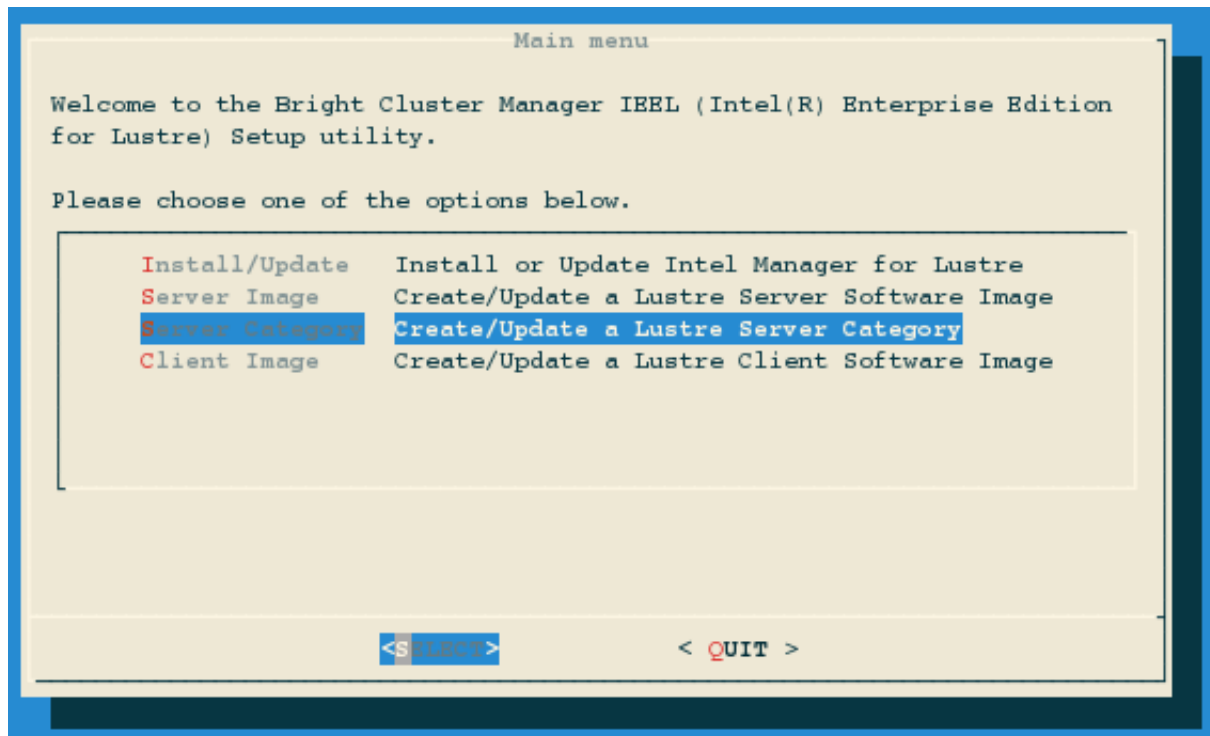 Main menu
Welcome to the Bright Cluster Manager IEEL (Intel(R) Enterprise Edition
for Lustre) Setup utility.
Please choose one of the options below.
Install/Update Install or Update Intel Manager for Lustre
Server Image Create/Update a Lustre Server Software Image
Server Category Create/Update a Lustre Server Category
Client Image Create/Update a Lustre Client Software Image
<SELECT> < QUIT >